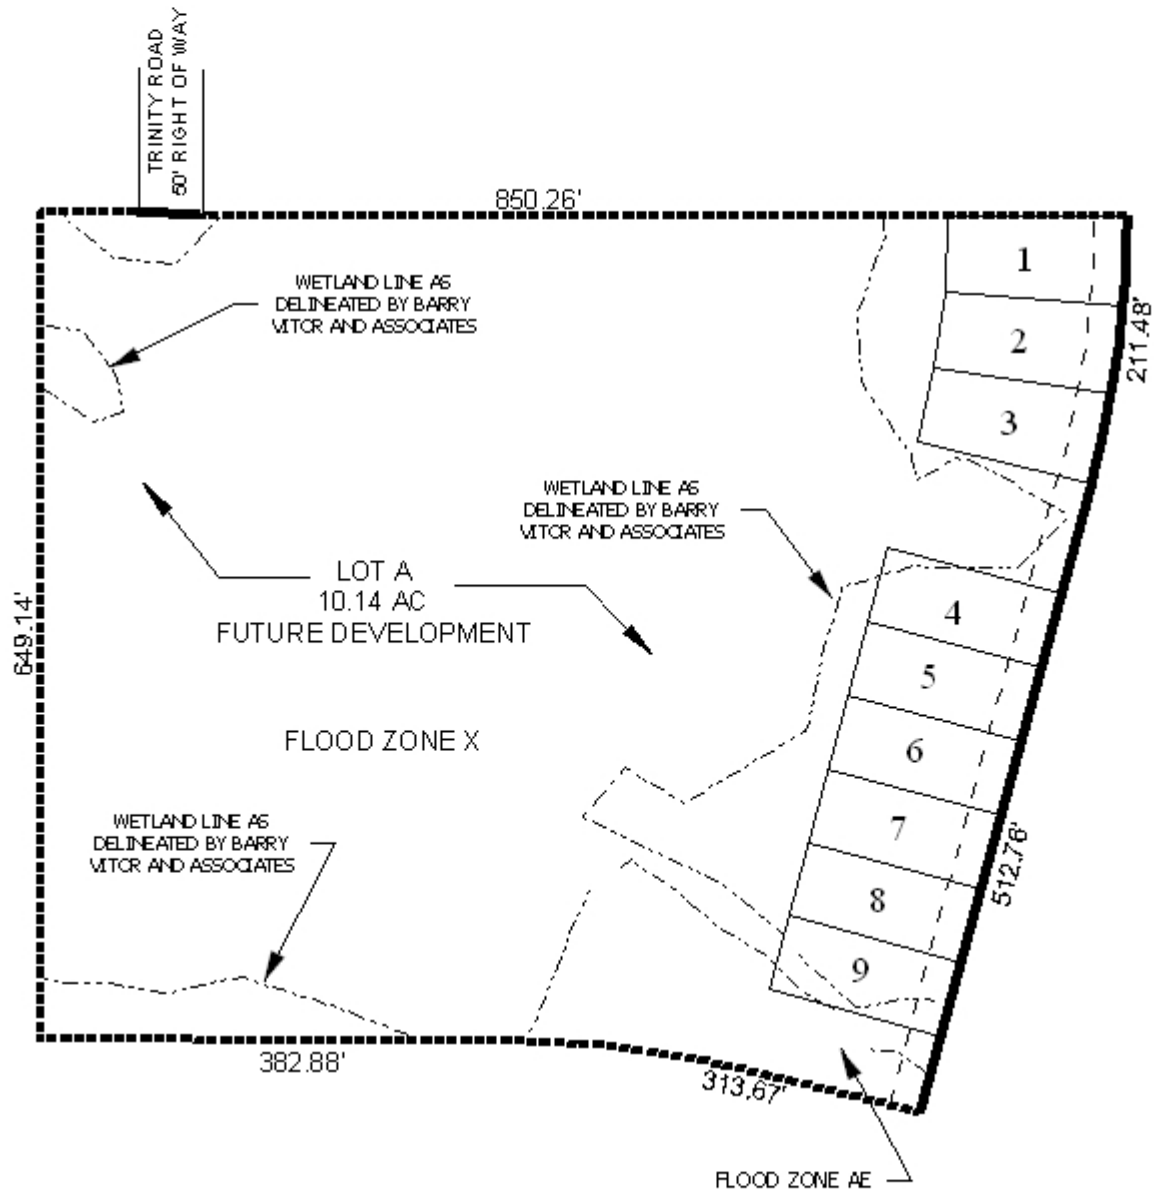 TRINITY ROAD
50' RIGHT OF WAY
850.26'
1
WETLAND LINE AS
DELINEATED BY BARRY
VITOR AND ASSOCIATES
2
211.48'
3
WETLAND LINE AS
DELINEATED BY BARRY
VITOR AND ASSOCIATES
LOT A
10.14 AC
FUTURE DEVELOPMENT
4
649.14'
5
FLOOD ZONE X
6
WETLAND LINE AS
DELINEATED BY BARRY
VITOR AND ASSOCIATES
7
512.76'
8
9
382.88'
313.67'
FLOOD ZONE AE